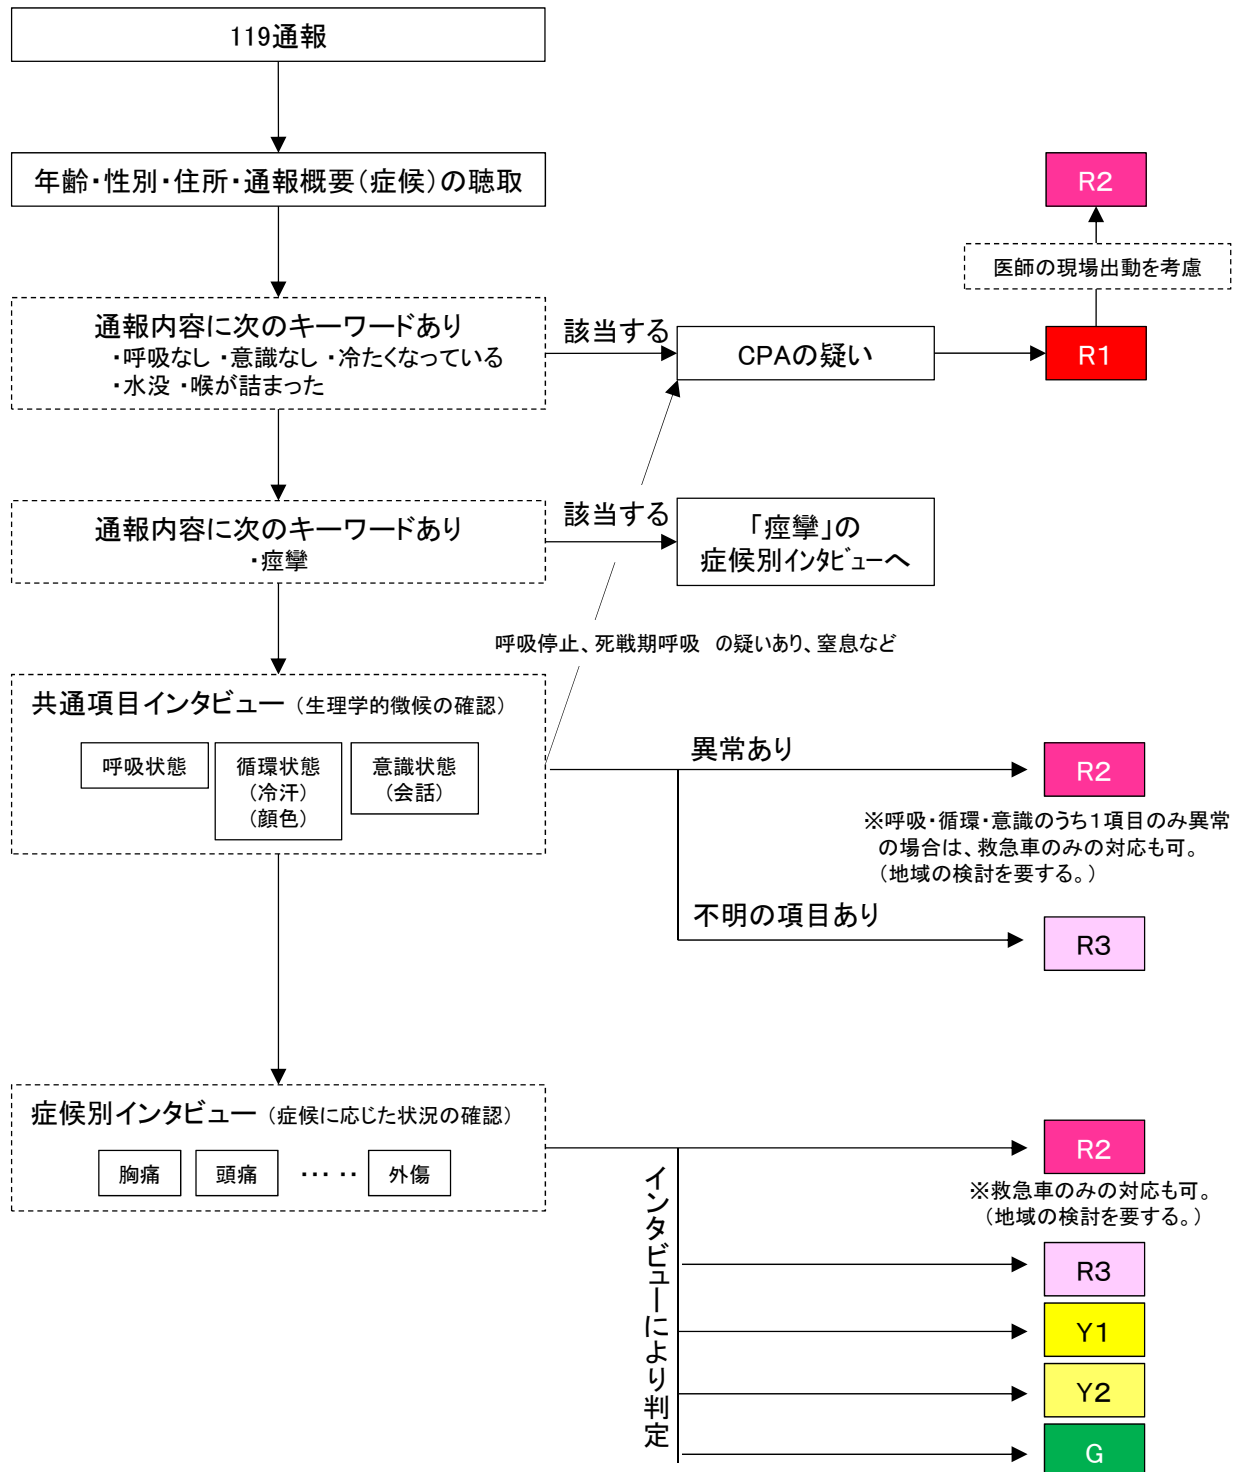 119通報
年齢・性別・住所・通報概要（症候）の聴取
R2
医師の現場出動を考慮
通報内容に次のキーワードあり
・呼吸なし ・意識なし ・冷たくなっている
・水没 ・喉が詰まった
該当する
CPAの疑い
R1
通報内容に次のキーワードあり
・痙攣
該当する
「痙攣」の
症候別インタビューへ
呼吸停止、死戦期呼吸　の疑いあり、窒息など
共通項目インタビュー（生理学的徴候の確認）
呼吸状態
循環状態
（冷汗）
（顔色）
意識状態
（会話）
異常あり
R2
※呼吸・循環・意識のうち１項目のみ異常
の場合は、救急車のみの対応も可。
（地域の検討を要する。）
不明の項目あり
R3
症候別インタビュー（症候に応じた状況の確認）
胸痛
頭痛
・・・ ・・
外傷
インタビューにより判定
R2
※救急車のみの対応も可。
（地域の検討を要する。）
R3
Y1
Y2
G